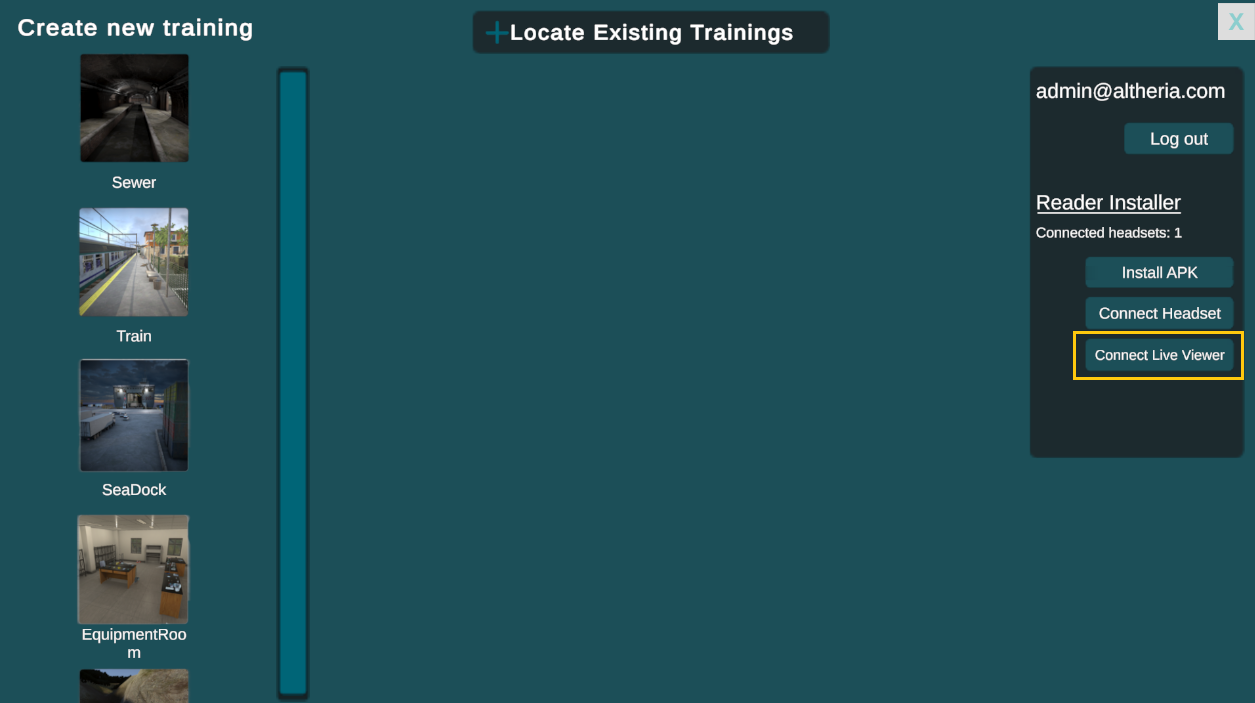 Create new training
Locate Existing Trainings
X
Sewer
Train
SeaDock
EquipmentRoo
m
admin@altheria.com
Log out
Reader Installer
Connected headsets: 1
Install APK
Connect Headset
Connect Live Viewer